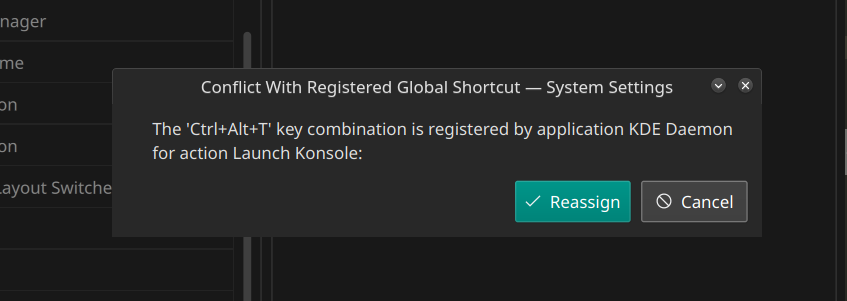 nager
me
on
on
Layout Switche
Conflict With Registered Global Shortcut — System Settings
The 'Ctrl+Alt+T' key combination is registered by application KDE Daemon
for action Launch Konsole:
Reassign
Cancel